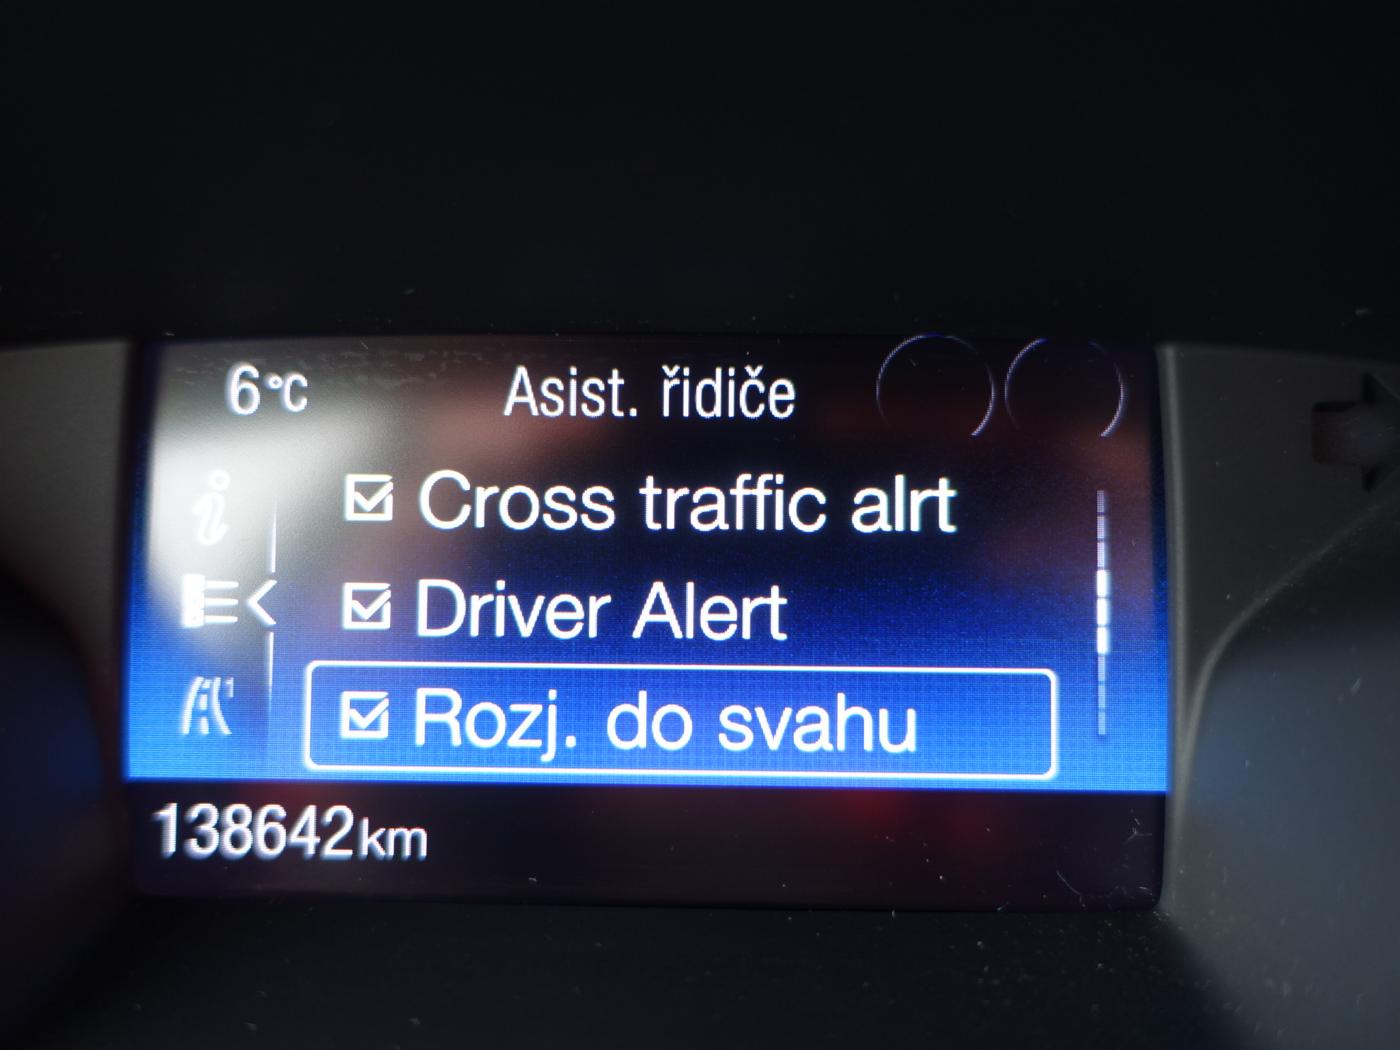 6°C Asist. řidiče
Cross traffic alrt
Driver Alert
Rozj. do svahu
138642km